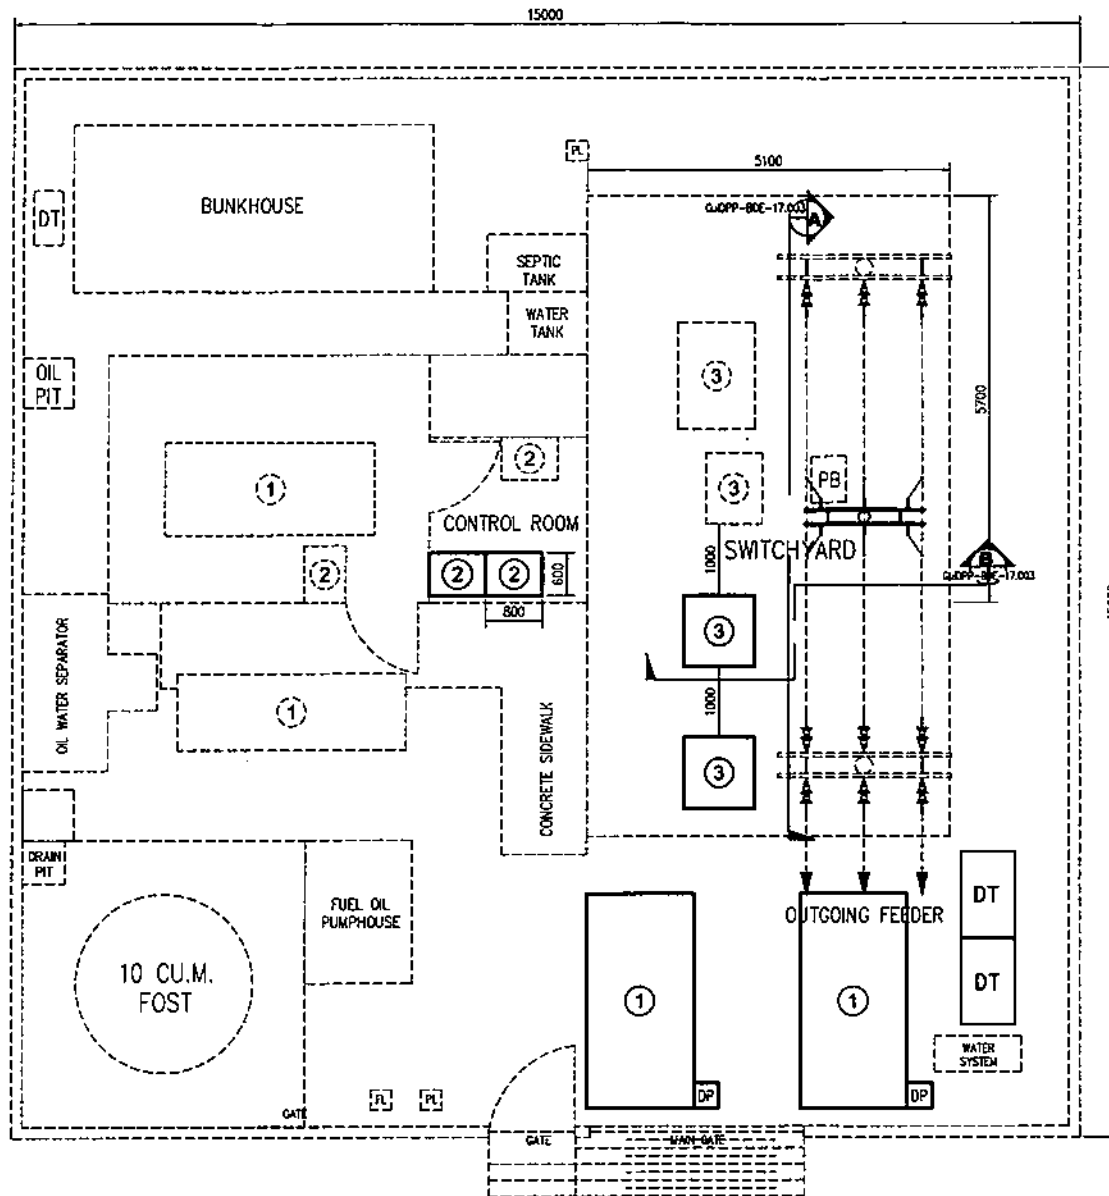 15000
PL
5100
BUNKHOUSE
DT
A
SEPTIC
TANK
WATER
TANK
OIL
PIT
3
5700
2
1
3
PB
CONTROL ROOM
SWITCHYARD
1000
B
2
2
2
600
800
3
OIL WATER SEPARATOR
1
1000
CONCRETE SIDEWALK
3
DRAIN
PIT
FUEL OIL
PUMPHOUSE
OUTGOING FEEDER
DT
10 CU.M.
FOST
DT
1
1
WATER
SYSTEM
DP
DP
FL
PL
GATE
GATE
MAIN GATE